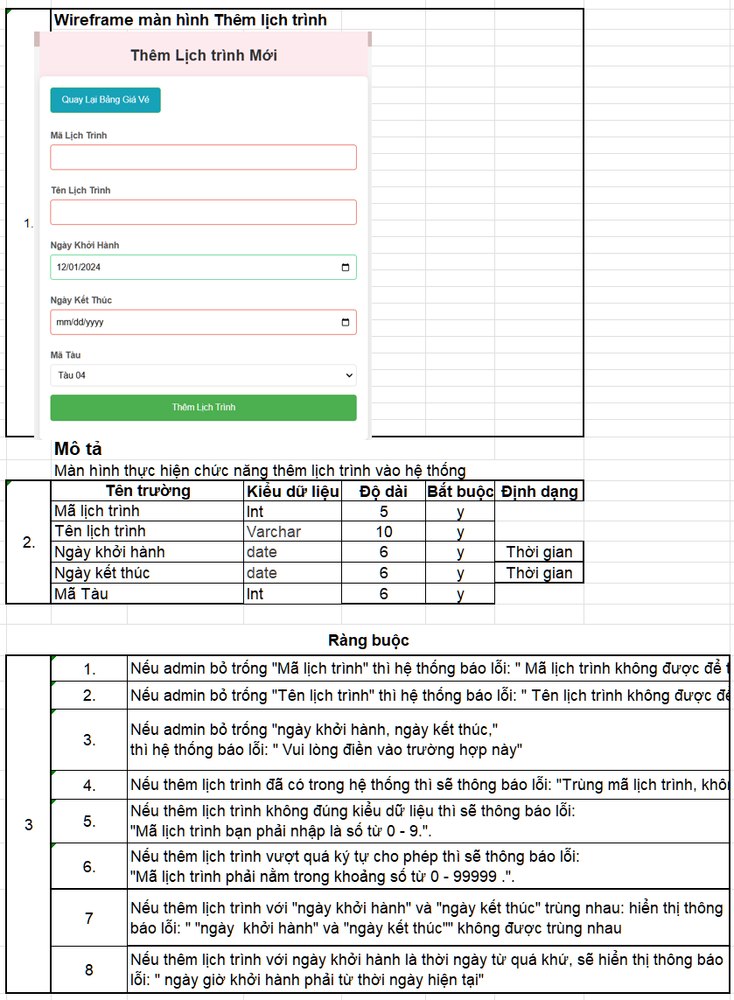 Wireframe màn hình Thêm lịch trình
Thêm Lịch trình Mới
Quay Lại Bảng Giá Vé
Mã Lịch Trình
Tên Lịch Trình
1.
Ngày Khởi Hành
12/01/2024
Ngày Kết Thúc
mm/dd/yyyy
Mã Tàu
Tàu 04
Thêm Lịch Trình
Mô tả
Màn hình thực hiện chức năng thêm lịch trình vào hệ thống
Tên trường Kiểu dữ liệu Độ dài Bắt buộc Định dạng
Mã lịch trình Int 5 y
Tên lịch trình Varchar 10 y
2.
Ngày khởi hành date 6 y Thời gian
Ngày kết thúc date 6 y Thời gian
Mã Tàu Int 6 y
Ràng buộc
1. Nếu admin bỏ trống "Mã lịch trình" thì hệ thống báo lỗi: " Mã lịch trình không được để
2. Nếu admin bỏ trống "Tên lịch trình" thì hệ thống báo lỗi: " Tên lịch trình không được
3. Nếu admin bỏ trống "ngày khởi hành, ngày kết thúc,"
thì hệ thống báo lỗi: " Vui lòng điền vào trường hợp này"
4. Nếu thêm lịch trình đã có trong hệ thống thì sẽ thông báo lỗi: "Trùng mã lịch trình,
3
5. Nếu thêm lịch trình không đúng kiểu dữ liệu thì sẽ thông báo lỗi:
"Mã lịch trình bạn phải nhập là số từ 0 - 9.".
6. Nếu thêm lịch trình vượt quá ký tự cho phép thì sẽ thông báo lỗi:
"Mã lịch trình phải nằm trong khoảng số từ 0 - 99999 .".
7 Nếu thêm lịch trình với "ngày khởi hành" và "ngày kết thúc" trùng nhau: hiển thị thông
báo lỗi: " "ngày  khởi hành" và "ngày kết thúc"" không được trùng nhau
8 Nếu thêm lịch trình với ngày khởi hành là thời ngày từ quá khứ, sẽ hiển thị thông báo
lỗi: " ngày giờ khởi hành phải từ thời ngày hiện tại"